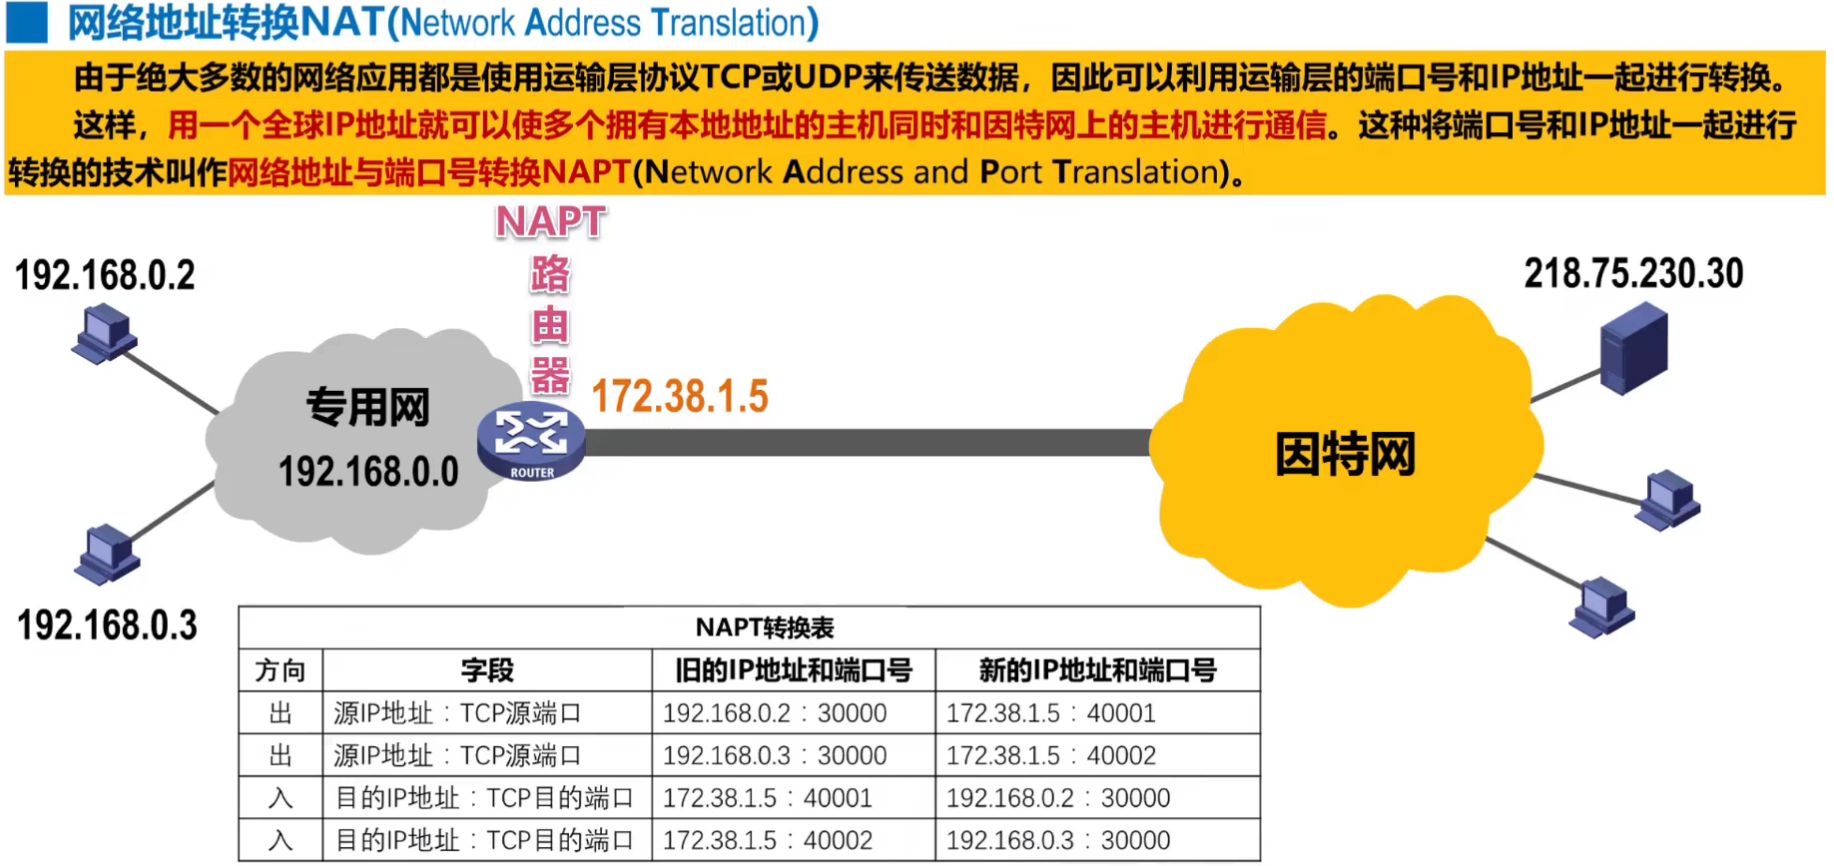 网络地址转换NAT(Network Address Translation)
由于绝大多数的网络应用都是使用运输层协议TCP或UDP来传送数据，因此可以利用运输层的端口号和IP地址一起进行转换。
这样，用一个全球IP地址就可以使多个拥有本地地址的主机同时和因特网上的主机进行通信。这种将端口号和IP地址一起进行
转换的技术叫作网络地址与端口号转换NAPT(Network Address and Port Translation)。
NAPT
路
由
器
192.168.0.2
218.75.230.30
172.38.1.5
专用网
192.168.0.0
ROUTER
因特网
192.168.0.3
NAPT转换表
方向 字段 旧的IP地址和端口号 新的IP地址和端口号
出 源IP地址：TCP源端口 192.168.0.2：30000 172.38.1.5：40001
出 源IP地址：TCP源端口 192.168.0.3：30000 172.38.1.5：40002
入 目的IP地址：TCP目的端口 172.38.1.5：40001 192.168.0.2：30000
入 目的IP地址：TCP目的端口 172.38.1.5：40002 192.168.0.3：30000